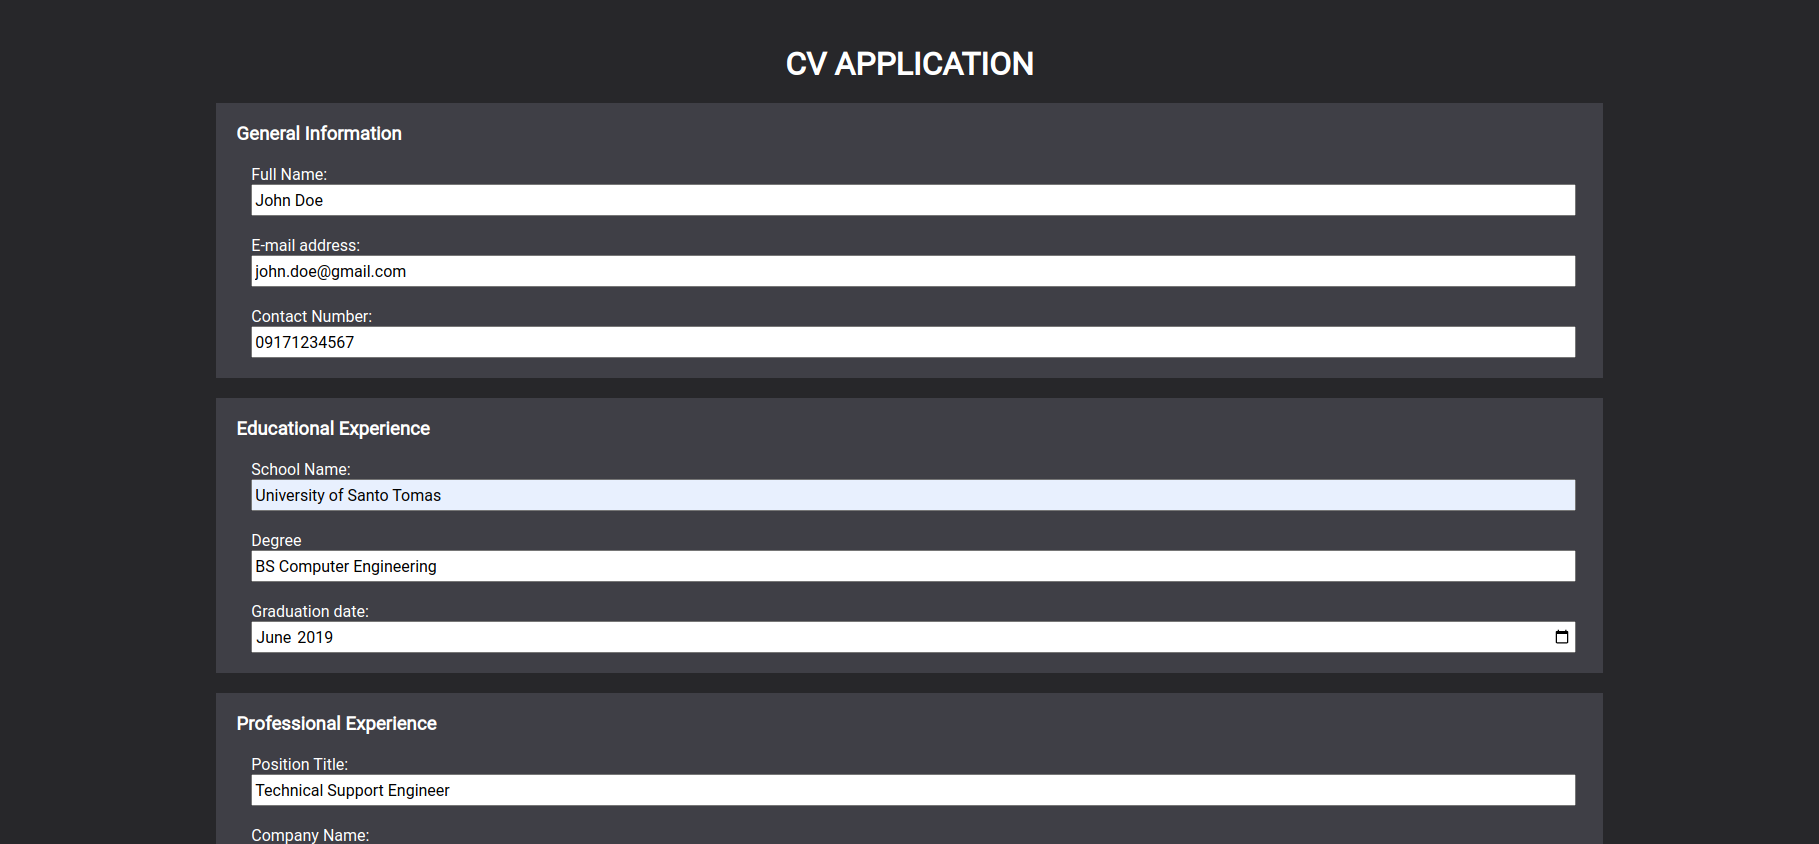 CV APPLICATION
General Information
Full Name:
John Doe
E-mail address:
john.doe@gmail.com
Contact Number:
09171234567
Educational Experience
School Name:
University of Santo Tomas
Degree
BS Computer Engineering
Graduation date:
June 2019
Professional Experience
Position Title:
Technical Support Engineer
Company Name: